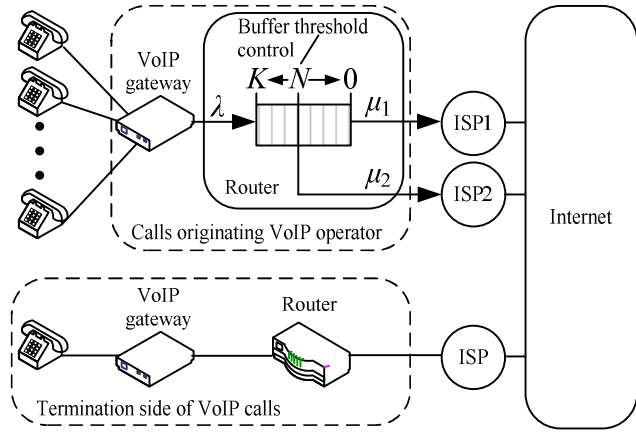 Buffer threshold
control
VoIP
gateway
K N 0
λ
μ1
ISP1
Router
μ2
ISP2
Internet
Calls originating VoIP operator
VoIP
gateway
Router
ISP
Termination side of VoIP calls